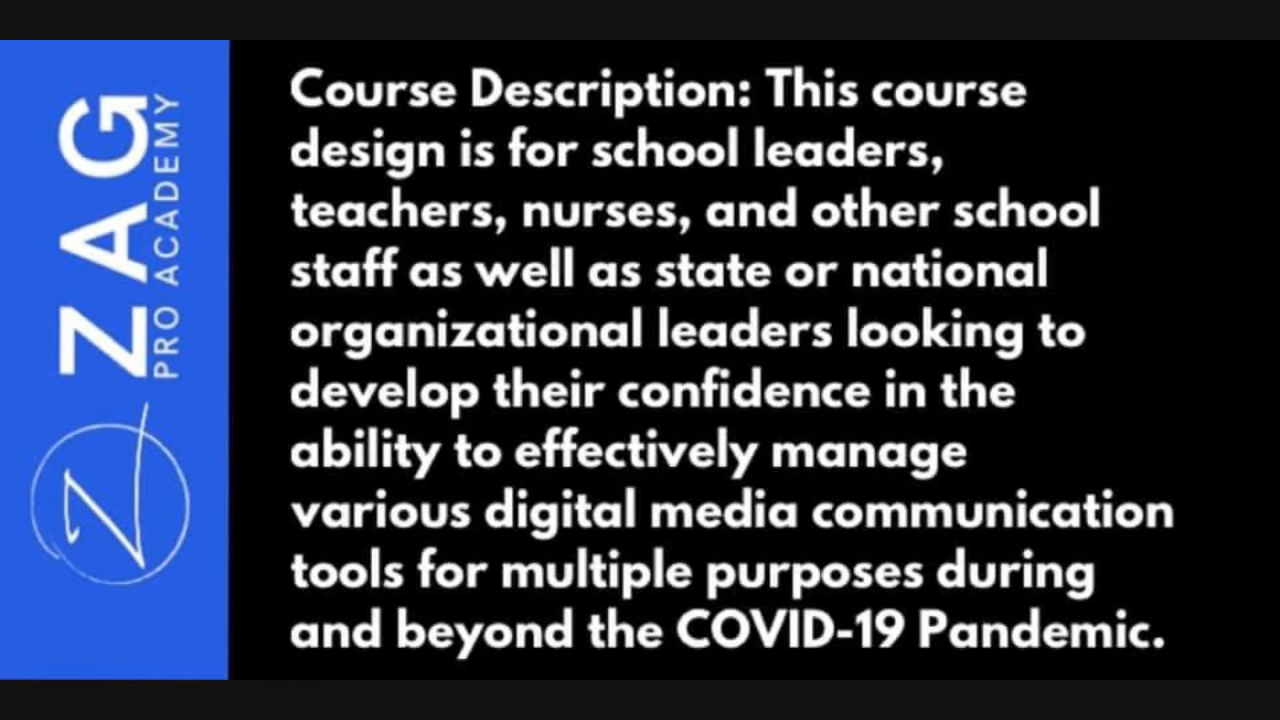 ZAG
PRO ACADEMY
Course Description: This course
design is for school leaders,
teachers, nurses, and other school
staff as well as state or national
organizational leaders looking to
develop their confidence in the
ability to effectively manage
various digital media communication
tools for multiple purposes during
and beyond the COVID-19 Pandemic.